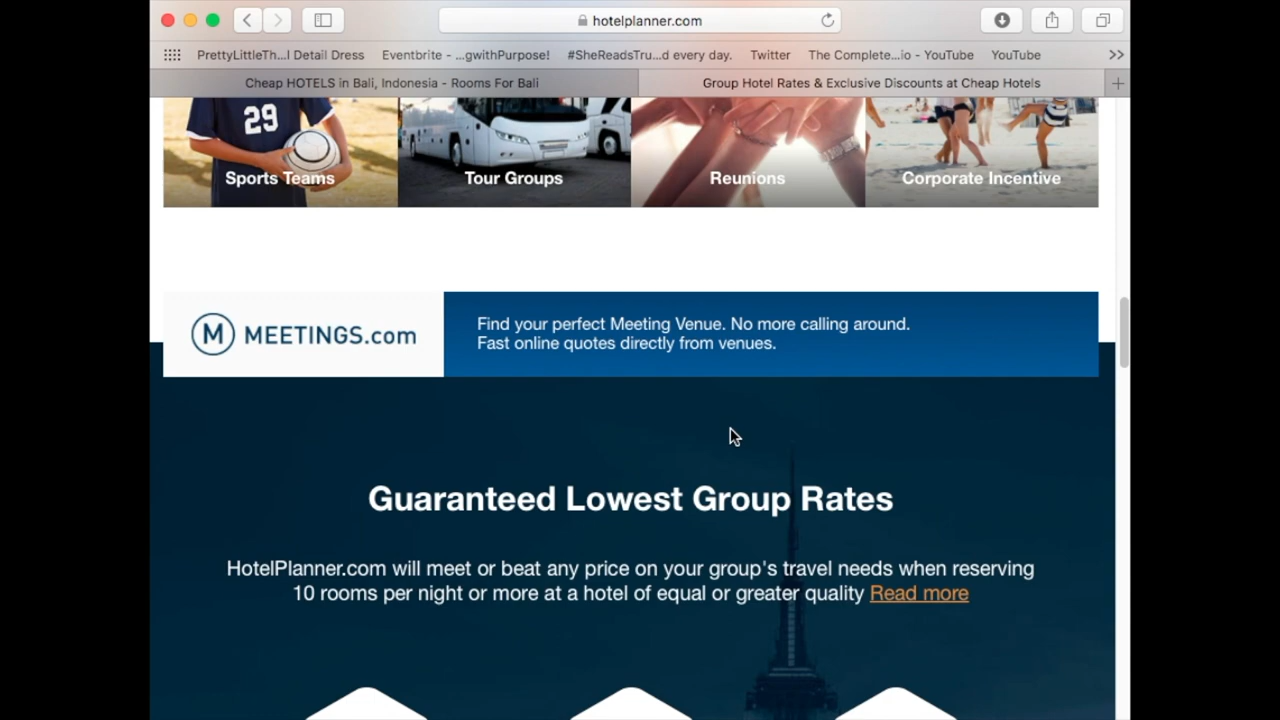 hotelplanner.com
PrettyLittleTh...l Detail Dress
Eventbrite - ...gwithPurpose!
#SheReadsTru...d every day.
Twitter
The Complete...io - YouTube
YouTube
Cheap HOTELS in Bali, Indonesia - Rooms For Bali
Group Hotel Rates & Exclusive Discounts at Cheap Hotels
29
Sports Teams
Tour Groups
Reunions
Corporate Incentive
M MEETINGS.com
Find your perfect Meeting Venue. No more calling around.
Fast online quotes directly from venues.
Guaranteed Lowest Group Rates
HotelPlanner.com will meet or beat any price on your group's travel needs when reserving
10 rooms per night or more at a hotel of equal or greater quality Read more